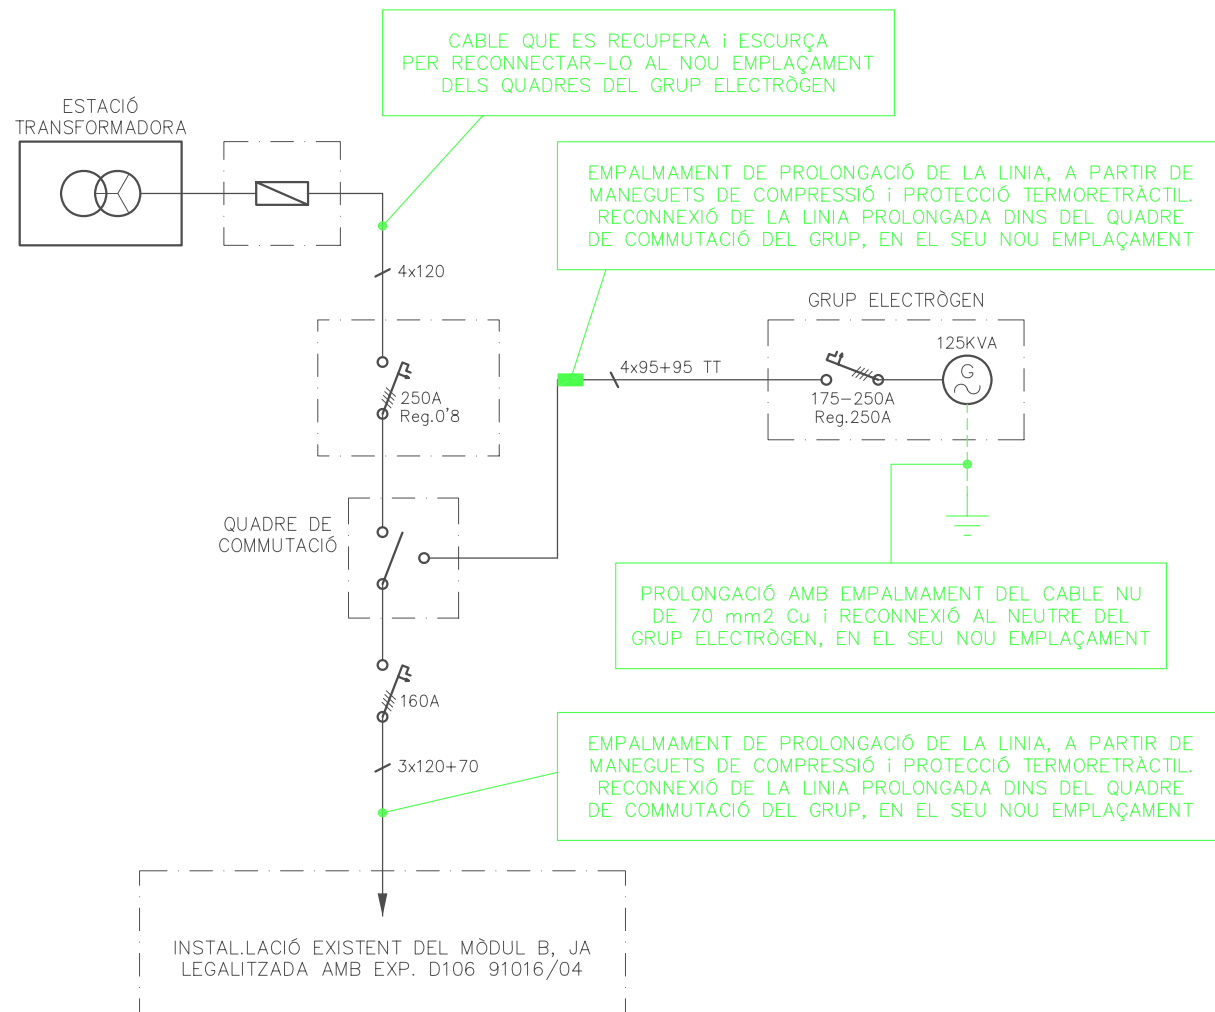 CABLE QUE ES RECUPERA i ESCURÇA
PER RECONNECTAR-LO AL NOU EMPLAÇAMENT
DELS QUADRES DEL GRUP ELECTRÒGEN
ESTACIÓ
TRANSFORMADORA
EMPALMAMENT DE PROLONGACIÓ DE LA LINIA, A PARTIR DE
MANEGUETS DE COMPRESSIÓ i PROTECCIÓ TERMORETRÀCTIL.
RECONNEXIÓ DE LA LINIA PROLONGADA DINS DEL QUADRE
DE COMMUTACIÓ DEL GRUP, EN EL SEU NOU EMPLAÇAMENT
4x120
GRUP ELECTRÒGEN
125KVA
G
4x95+95 TT
175-250A
Reg.250A
250A
Reg.0'8
QUADRE DE
COMMUTACIÓ
PROLONGACIÓ AMB EMPALMAMENT DEL CABLE NU
DE 70 mm2 Cu i RECONNEXIÓ AL NEUTRE DEL
GRUP ELECTRÒGEN, EN EL SEU NOU EMPLAÇAMENT
160A
3x120+70
EMPALMAMENT DE PROLONGACIÓ DE LA LINIA, A PARTIR DE
MANEGUETS DE COMPRESSIÓ i PROTECCIÓ TERMORETRÀCTIL.
RECONNEXIÓ DE LA LINIA PROLONGADA DINS DEL QUADRE
DE COMMUTACIÓ DEL GRUP, EN EL SEU NOU EMPLAÇAMENT
INSTAL.LACIÓ EXISTENT DEL MÒDUL B, JA
LEGALITZADA AMB EXP. D106 91016/04